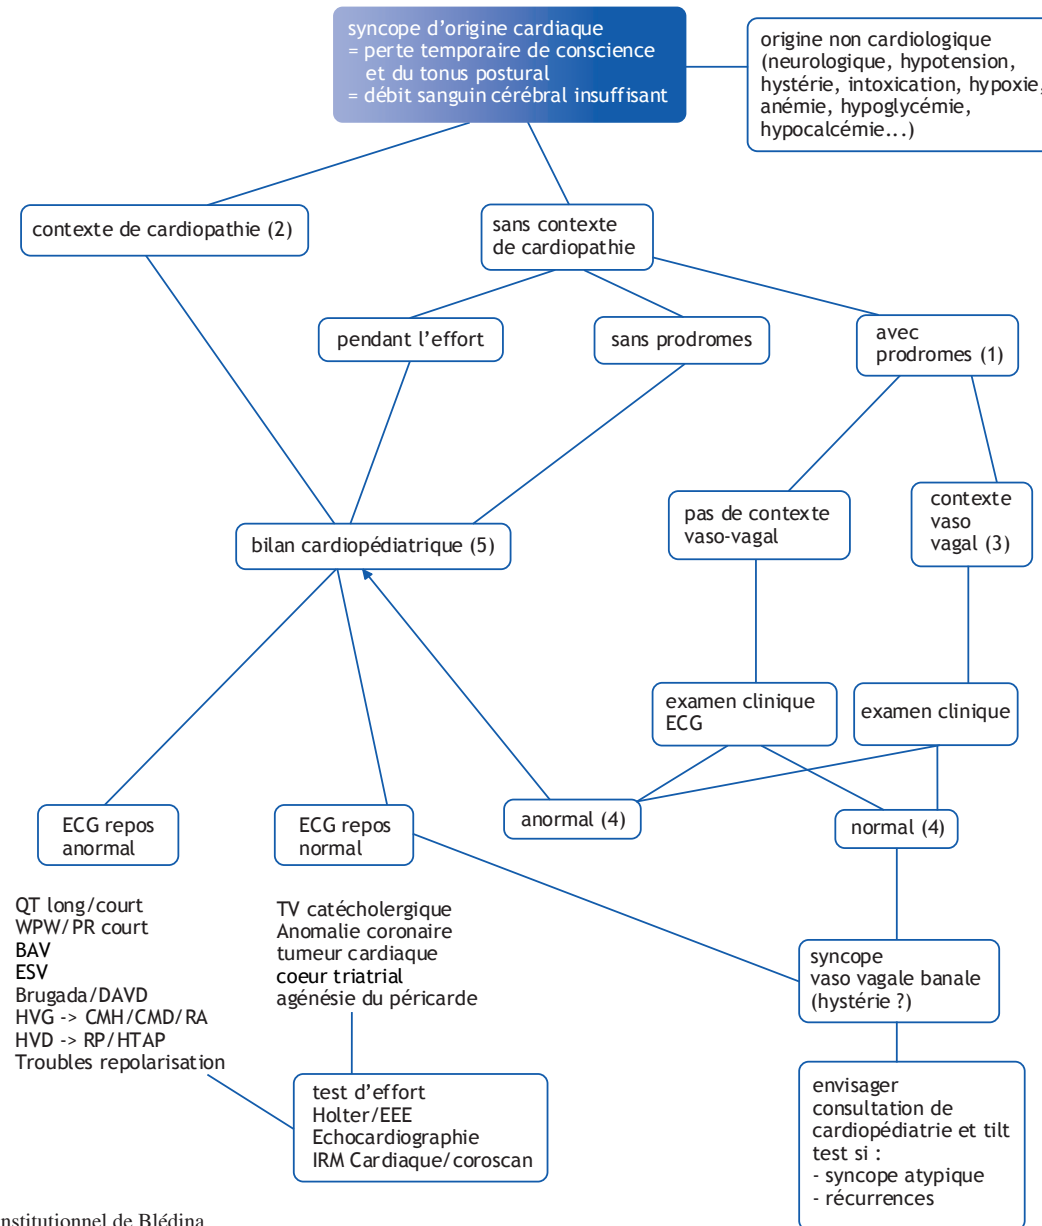 syncope d'origine cardiaque
= perte temporaire de conscience
et du tonus postural
= débit sanguin cérébral insuffisant
origine non cardiologique
(neurologique, hypotension,
hystérie, intoxication, hypoxie,
anémie, hypoglycémie,
hypocalcémie...)
contexte de cardiopathie (2)
sans contexte
de cardiopathie
pendant l'effort
sans prodromes
avec
prodromes (1)
pas de contexte
vaso-vagal
contexte
vaso
vagal (3)
bilan cardiopédiatrique (5)
examen clinique
ECG
examen clinique
ECG repos
anormal
ECG repos
normal
anormal (4)
normal (4)
QT long/court
WPW/PR court
BAV
ESV
Brugada/DAVD
HVG -> CMH/CMD/RA
HVD -> RP/HTAP
Troubles repolarisation
TV catécholergique
Anomalie coronaire
tumeur cardiaque
coeur triatrial
agénésie du péricarde
syncope
vaso vagale banale
(hystérie ?)
test d'effort
Holter/EEE
Echocardiographie
IRM Cardiaque/coroscan
envisager
consultation de
cardiopédiatrie et tilt
test si :
- syncope atypique
- récurrences
nstitutionnel de Blédina